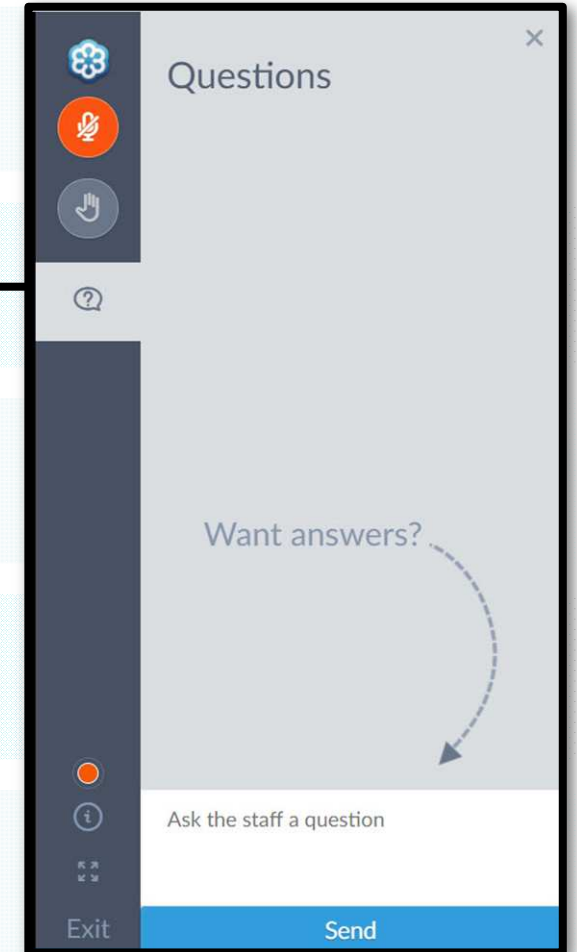 Questions
Want answers?
Ask the staff a question
Exit
Send